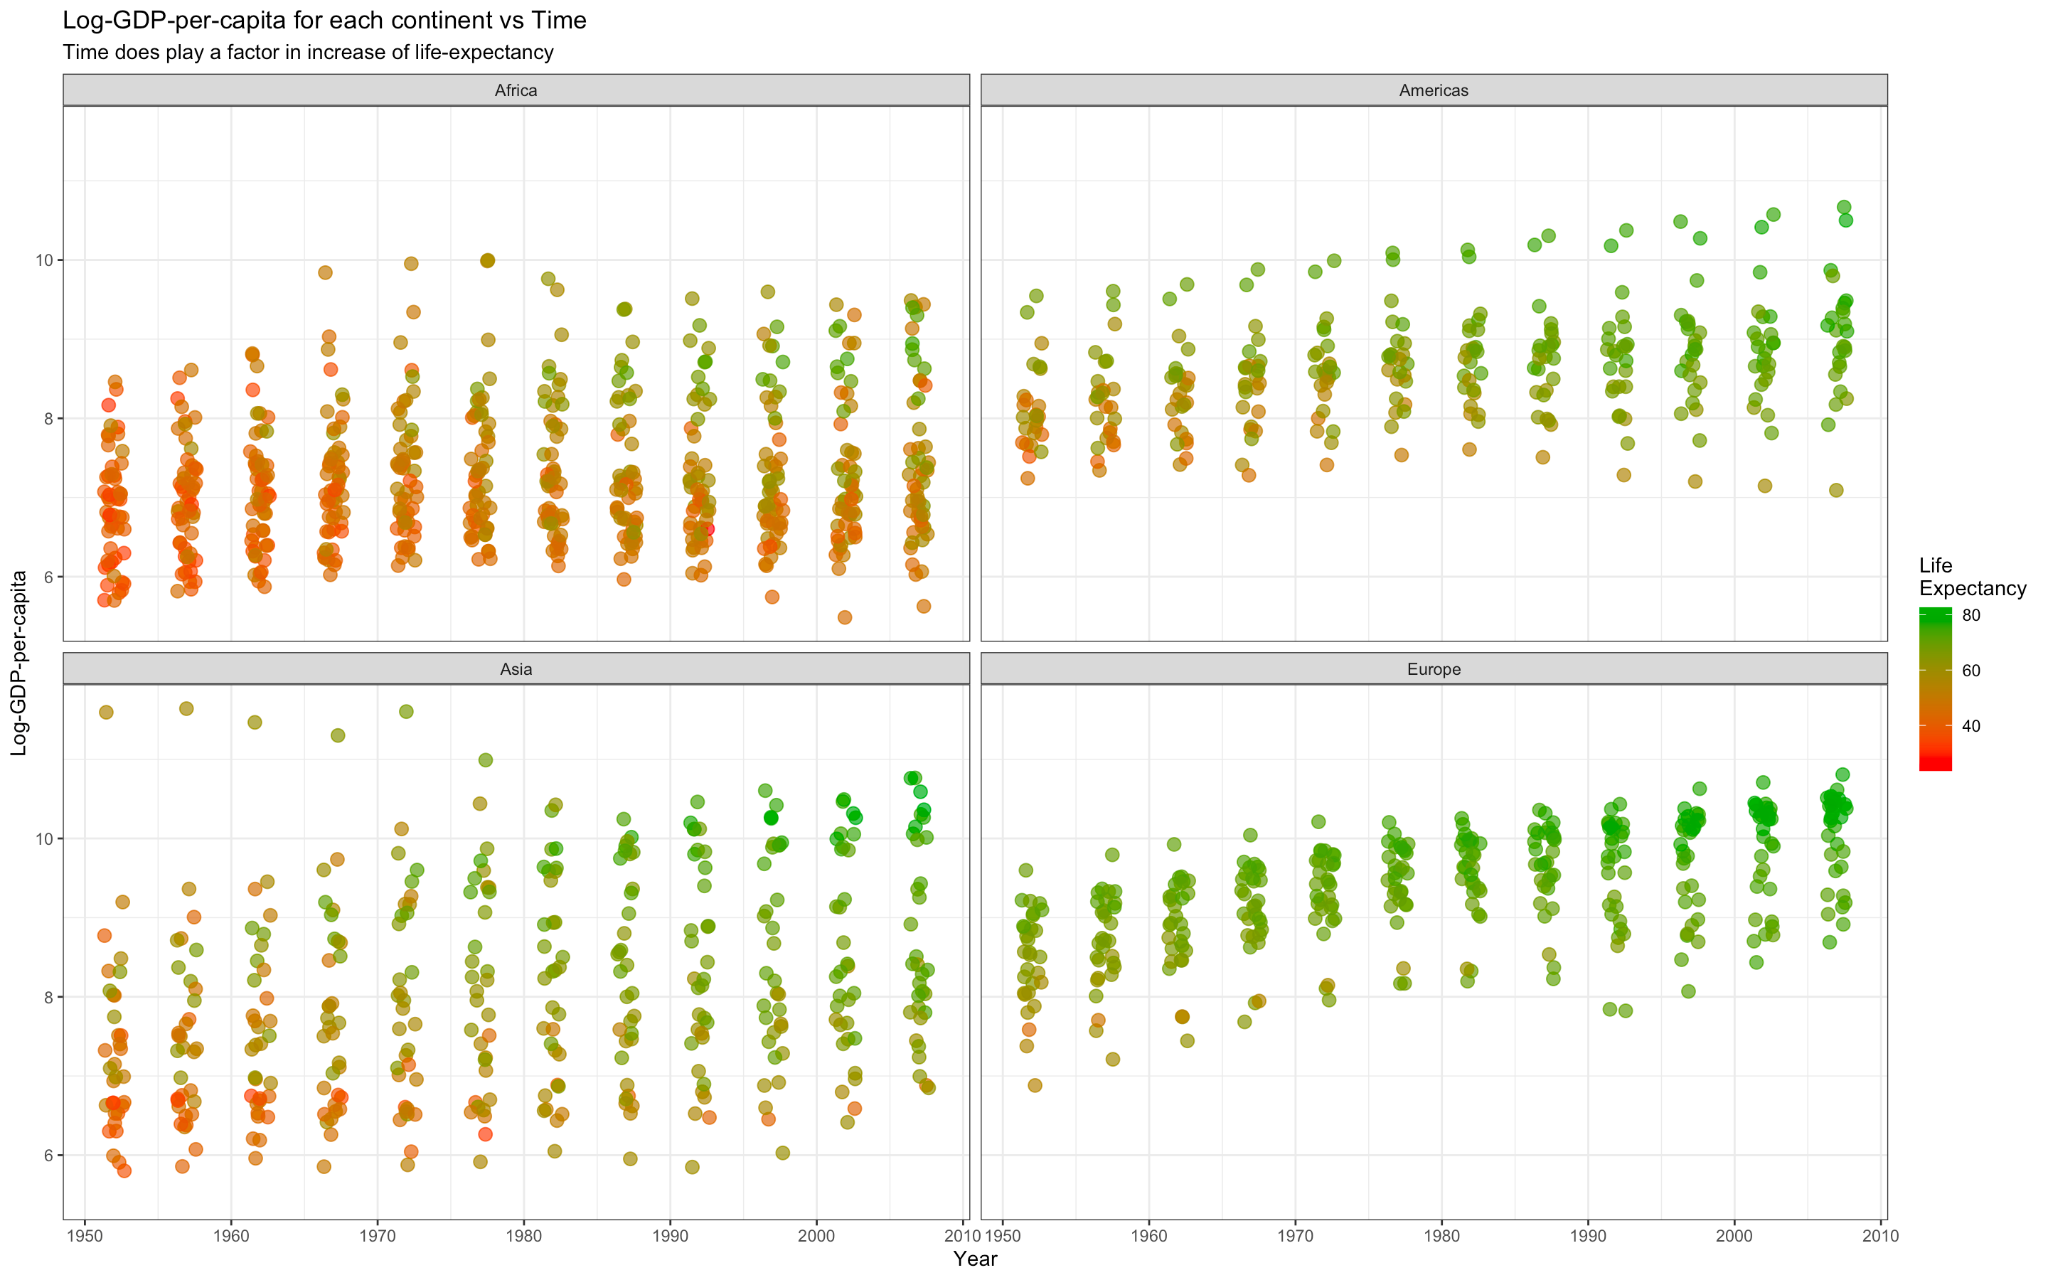 Log-GDP-per-capita for each continent vs Time
Time does play a factor in increase of life-expectancy
Africa
Americas
10
8
6
Asia
Europe
10
8
6
Log-GDP-per-capita
1950 1960 1970 1980 1990 2000 2010
1950 1960 1970 1980 1990 2000 2010
Year
Life
Expectancy
80
60
40